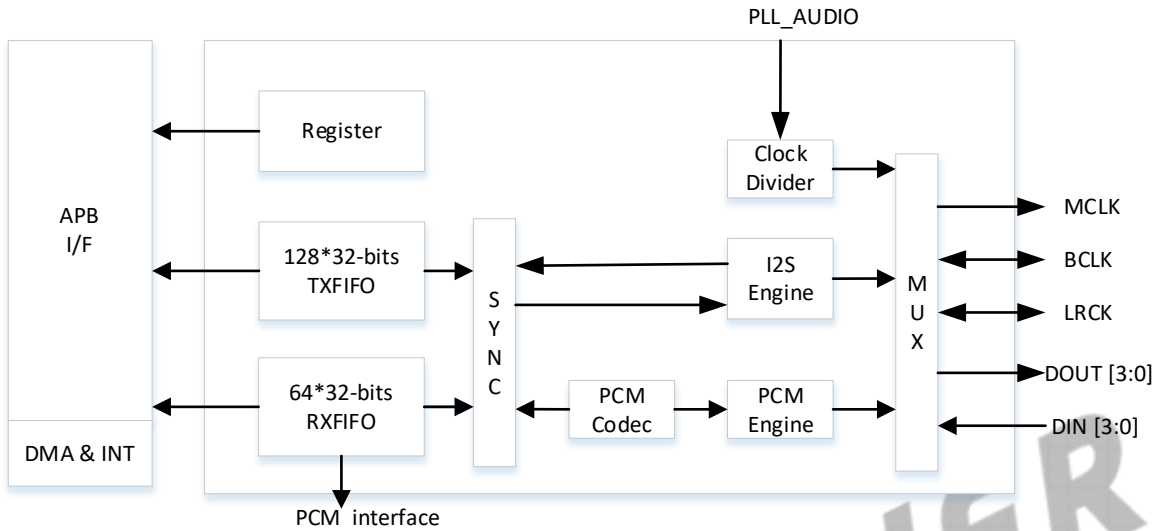 PLL_AUDIO
Register
Clock
Divider
APB
I/F
MCLK
128*32-bits
TXFIFO
S
Y
N
C
I2S
Engine
M
U
X
BCLK
LRCK
64*32-bits
RXFIFO
PCM
Codec
PCM
Engine
DOUT [3:0]
DIN [3:0]
DMA & INT
PCM interface